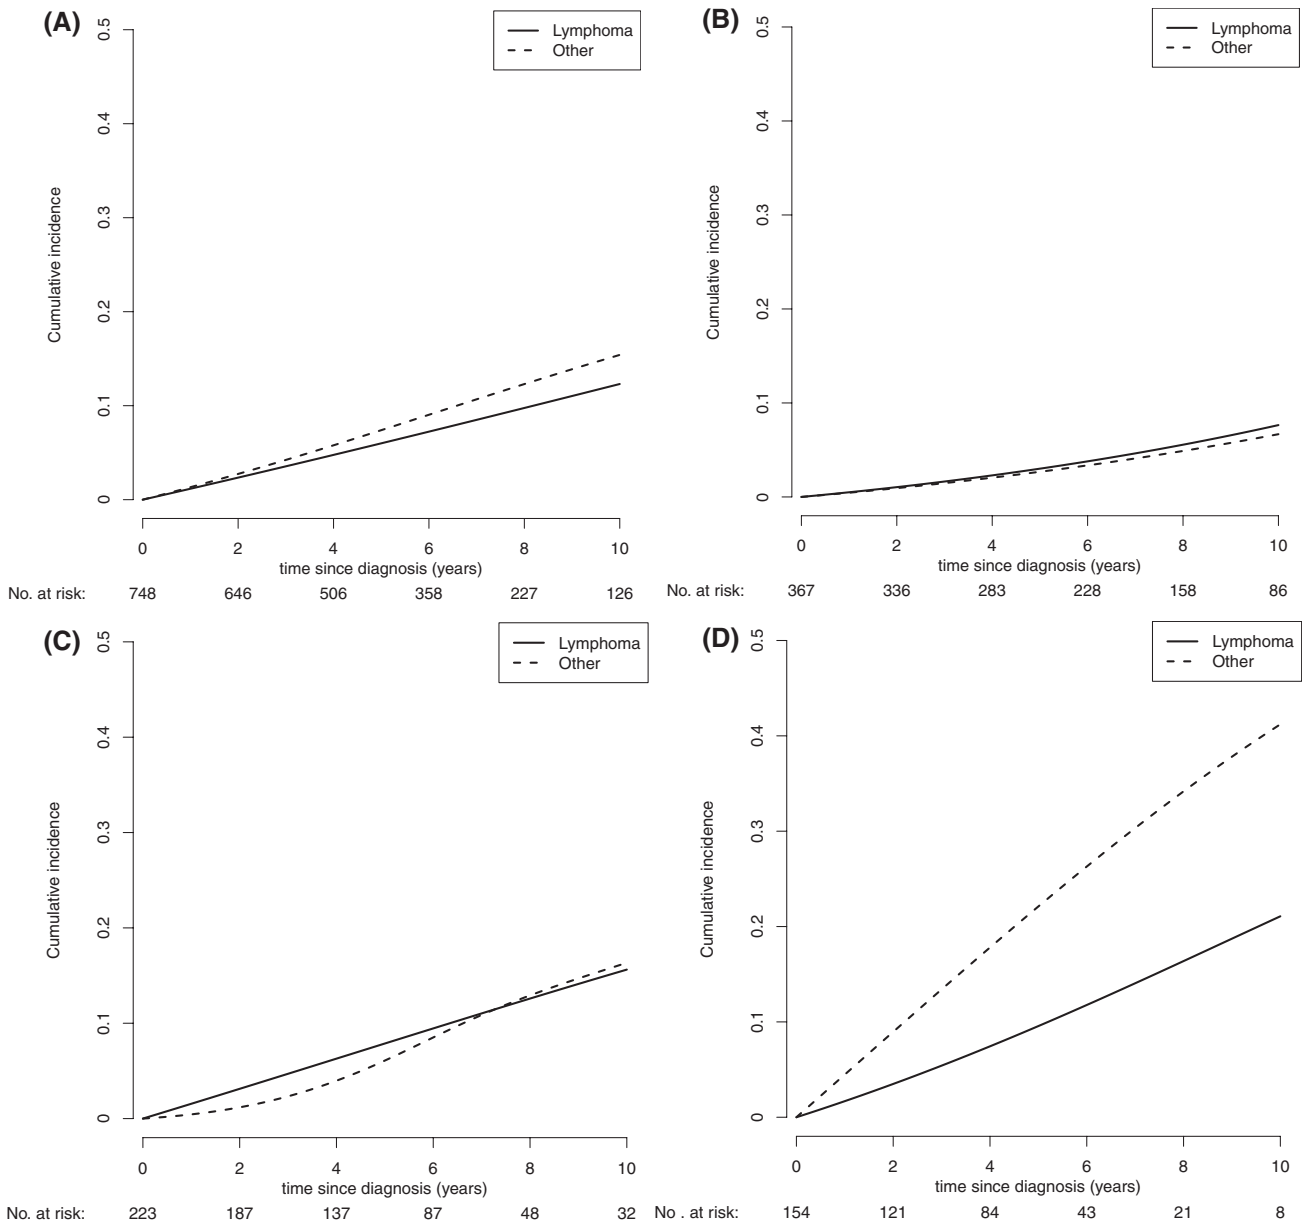 (A)
Lymphoma
Other
0.5
0.4
0.3
0.2
0.1
0
Cumulative incidence
0 2 4 6 8 10
time since diagnosis (years)
No. at risk: 748 646 506 358 227 126
(B)
Lymphoma
Other
0.5
0.4
0.3
0.2
0.1
0
Cumulative incidence
0 2 4 6 8 10
time since diagnosis (years)
No. at risk: 367 336 283 228 158 86
(C)
Lymphoma
Other
0.5
0.4
0.3
0.2
0.1
0
Cumulative incidence
0 2 4 6 8 10
time since diagnosis (years)
No. at risk: 223 187 137 87 48 32
(D)
Lymphoma
Other
0.5
0.4
0.3
0.2
0.1
0
Cumulative incidence
0 2 4 6 8 10
time since diagnosis (years)
No . at risk: 154 121 84 43 21 8